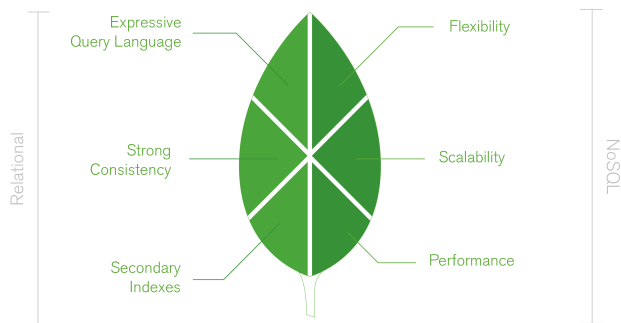 Expressive
Query Language
Flexibility
Relational
Strong
Consistency
Scalability
NoSQL
Secondary
Indexes
Performance